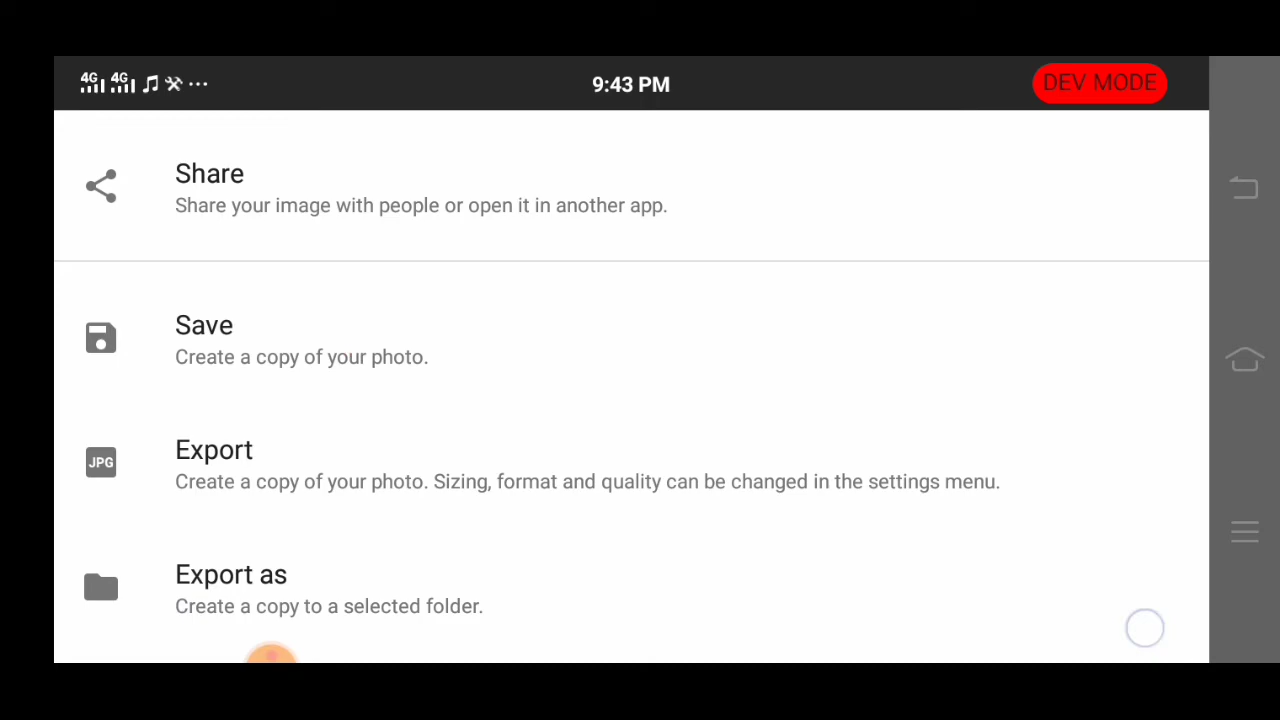 4G 4G 9:43 PM DEV MODE
Share
Share your image with people or open it in another app.
Save
Create a copy of your photo.
JPG
Export
Create a copy of your photo. Sizing, format and quality can be changed in the settings menu.
Export as
Create a copy to a selected folder.